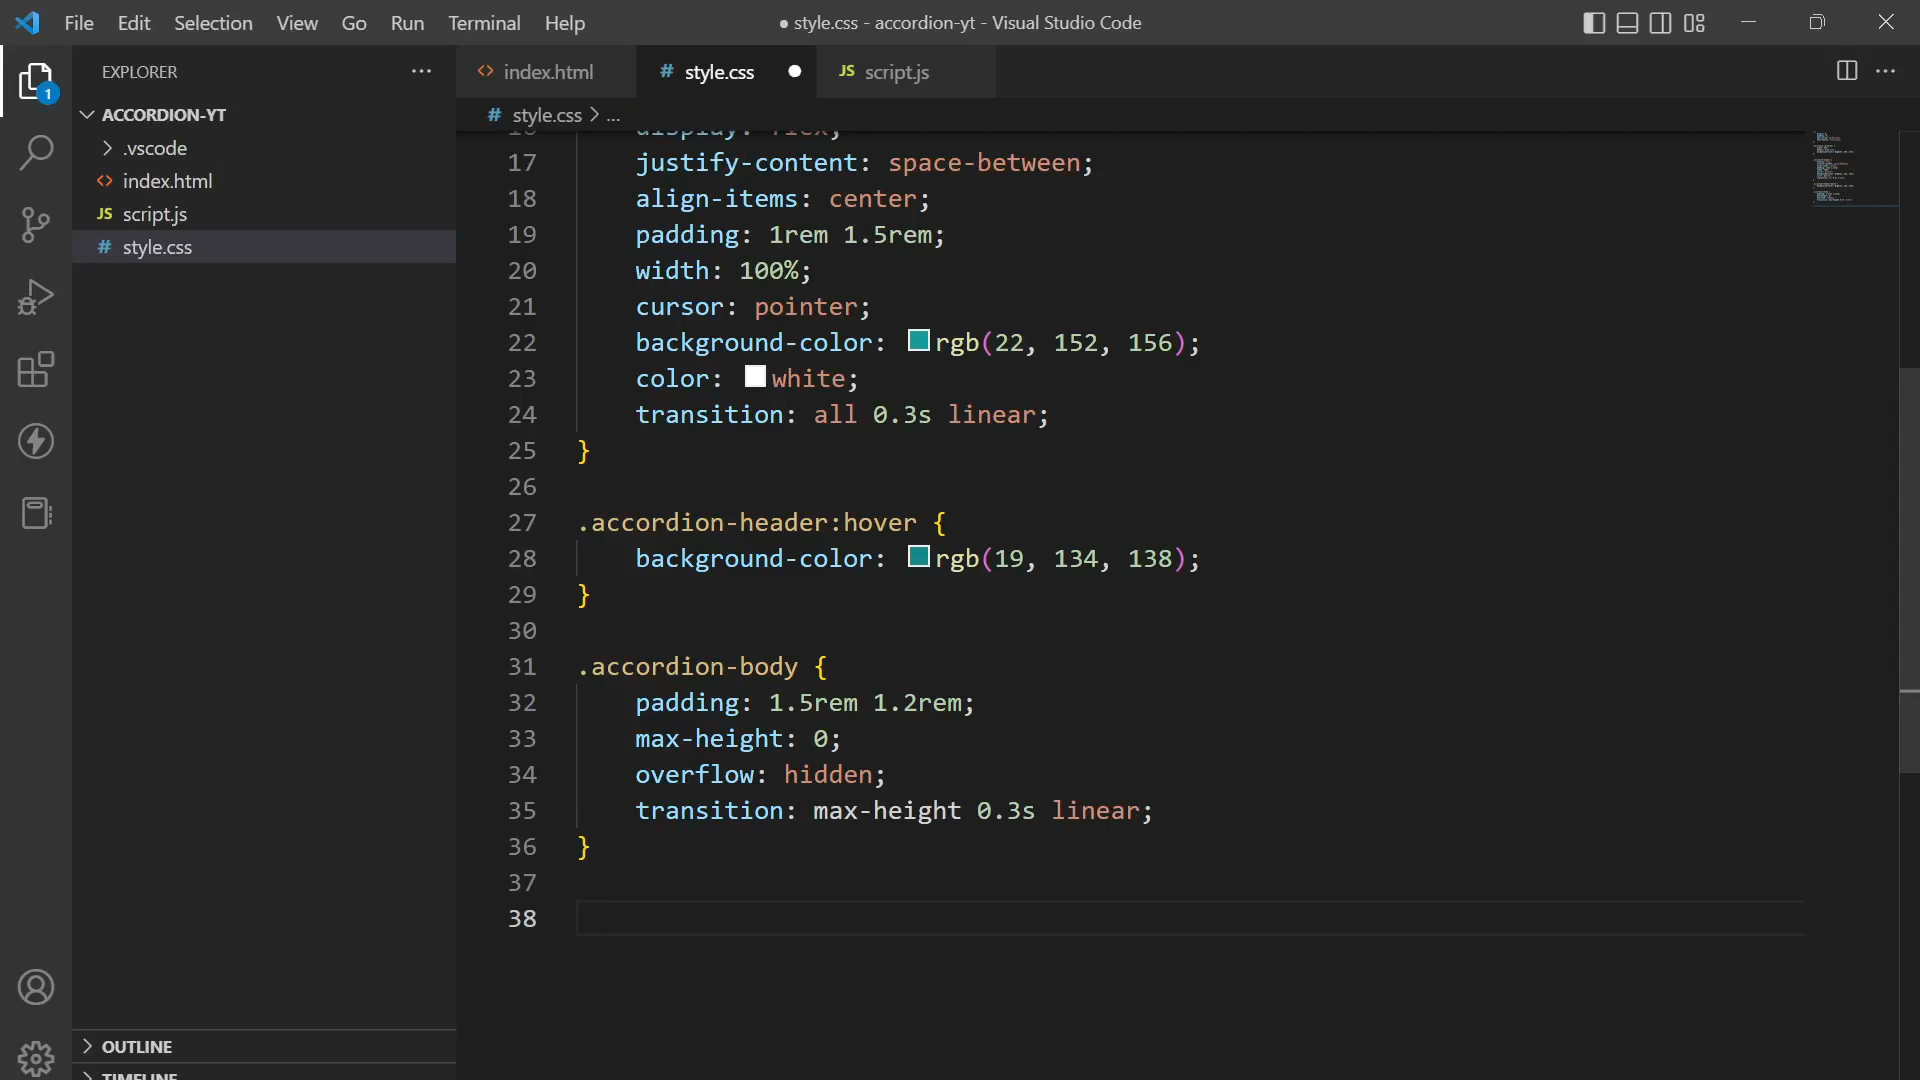 File Edit Selection View Go Run Terminal Help
● style.css - accordion-yt - Visual Studio Code
EXPLORER
index.html
# style.css
JS script.js
1
ACCORDION-YT
# style.css > ...
.vscode
index.html
JS script.js
# style.css
17 justify-content: space-between;
18 align-items: center;
19 padding: 1rem 1.5rem;
20 width: 100%;
21 cursor: pointer;
22 background-color: rgb(22, 152, 156);
23 color: white;
24 transition: all 0.3s linear;
25 }
26
27 .accordion-header:hover {
28 background-color: rgb(19, 134, 138);
29 }
30
31 .accordion-body {
32 padding: 1.5rem 1.2rem;
33 max-height: 0;
34 overflow: hidden;
35 transition: max-height 0.3s linear;
36 }
37
38
OUTLINE
TIMELINE